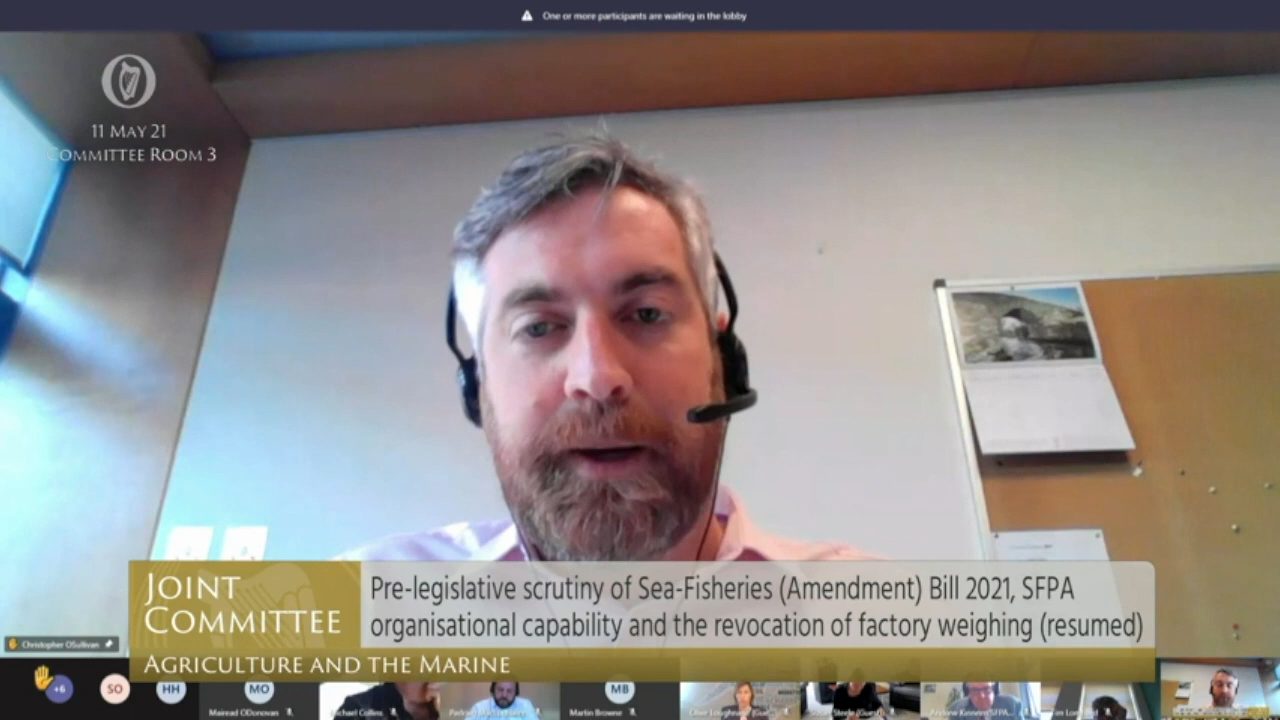 One or more participants are waiting in the lobby
11 MAY 21
COMMITTEE ROOM 3
JOINT
COMMITTEE
Pre-legislative scrutiny of Sea-Fisheries (Amendment) Bill 2021, SFPA
organisational capability and the revocation of factory weighing (resumed)
Christopher OSullivan
AGRICULTURE AND THE MARINE
+6
SO
HH
MO
MB
Mairead ODonovan
Michael Collins
Martin Browne